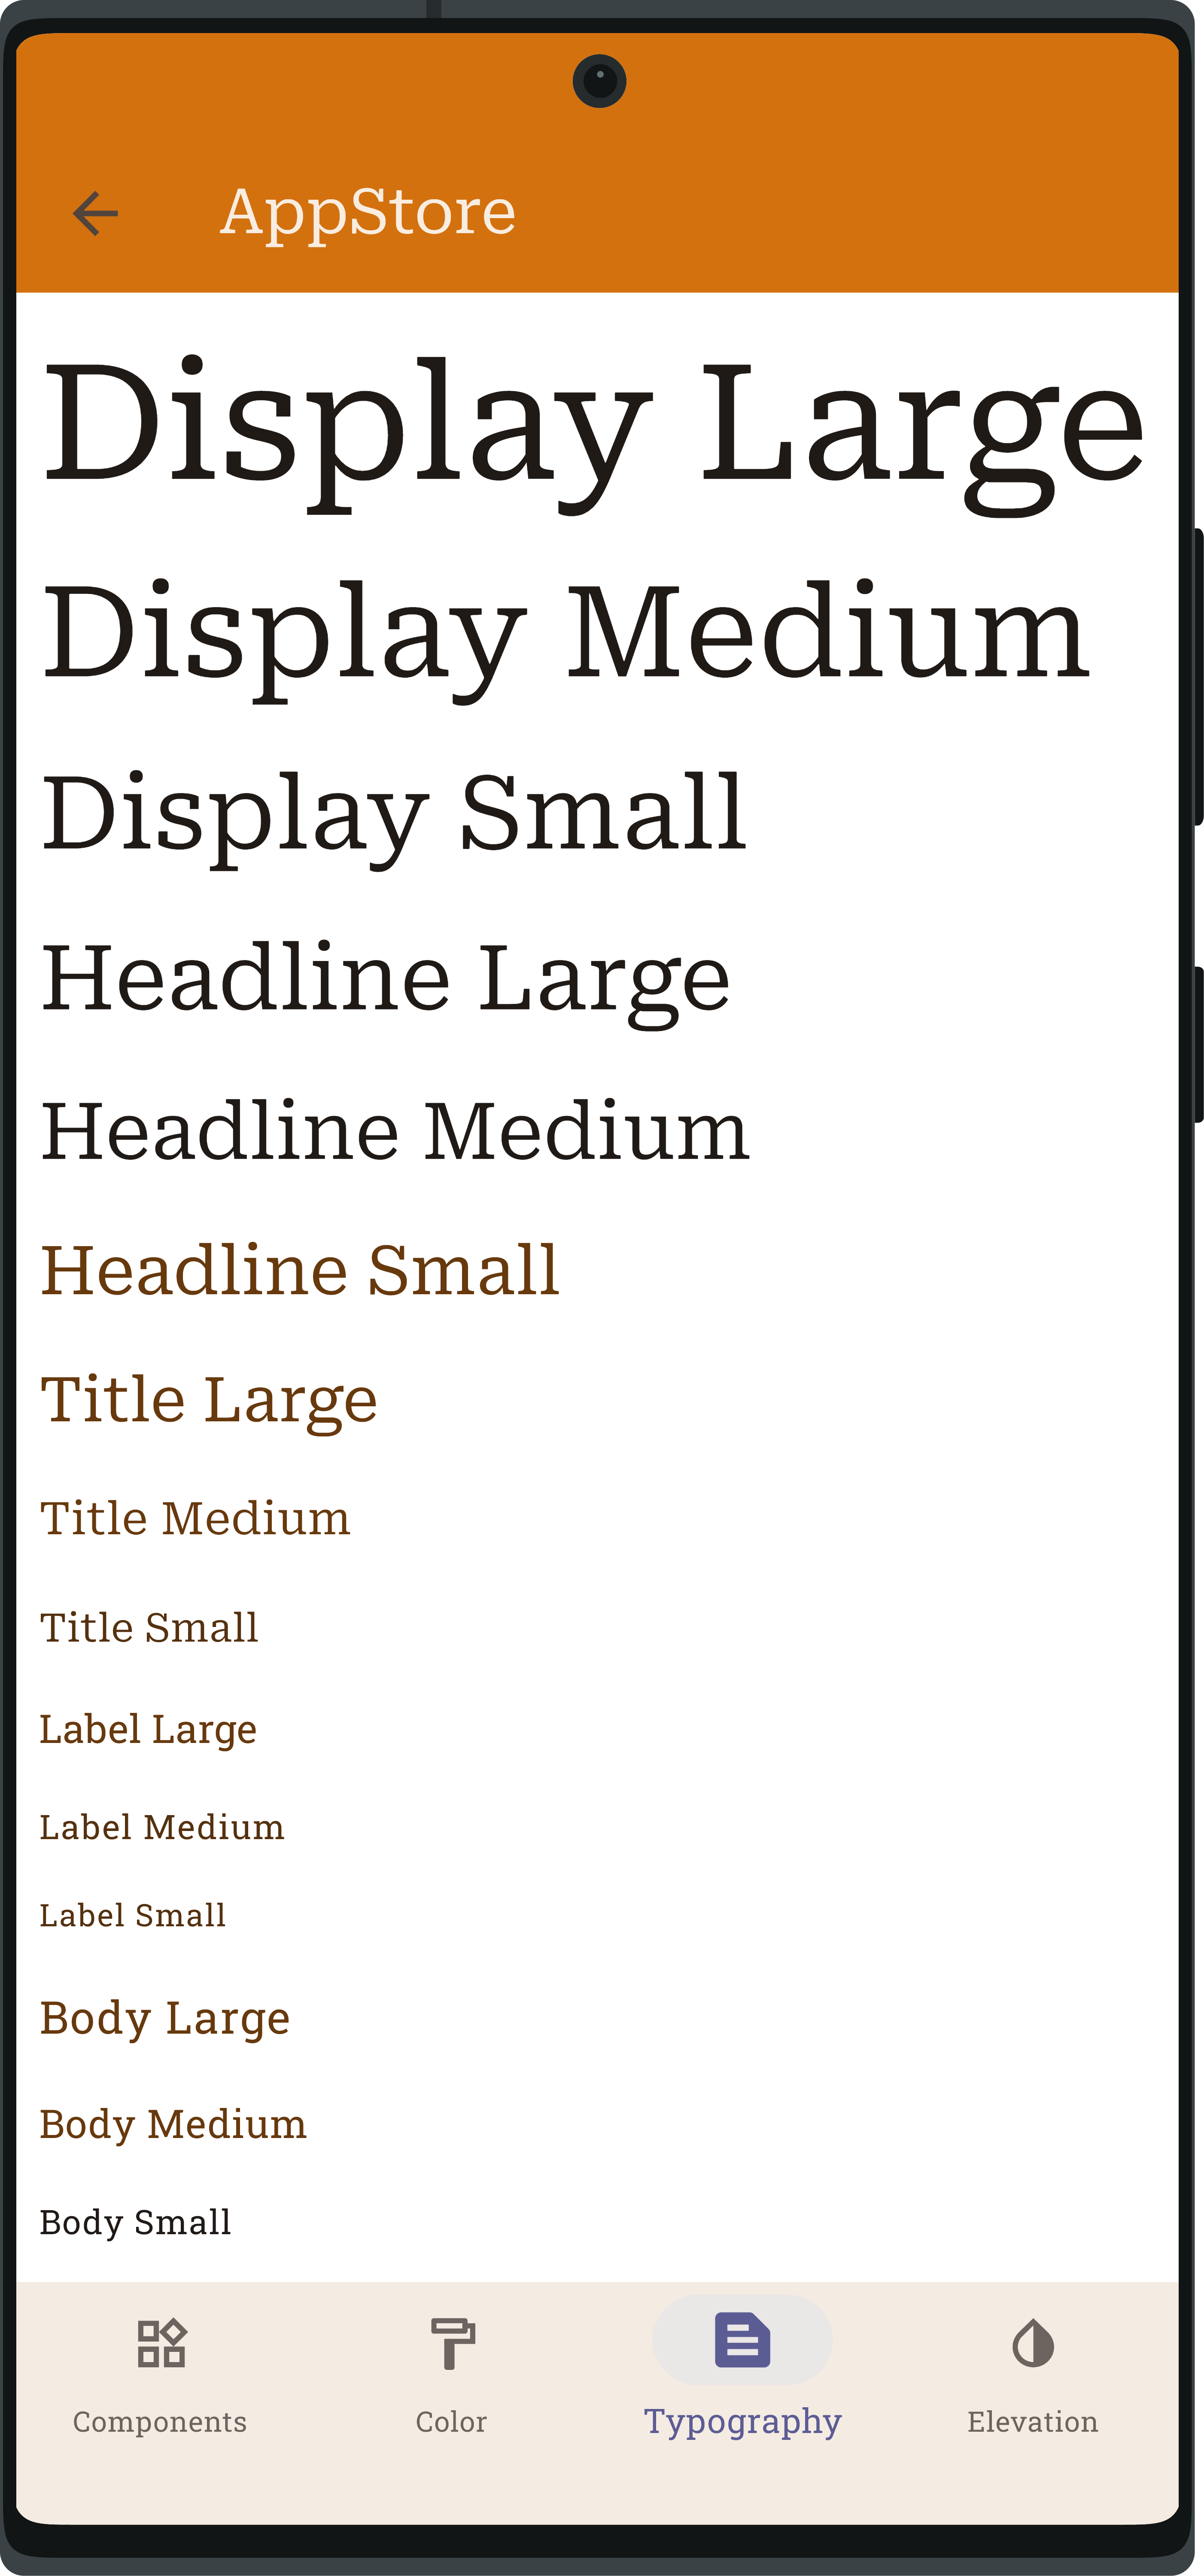 AppStore
Display Large
Display Medium
Display Small
Headline Large
Headline Medium
Headline Small
Title Large
Title Medium
Title Small
Label Large
Label Medium
Label Small
Body Large
Body Medium
Body Small
Components Color Typography Elevation